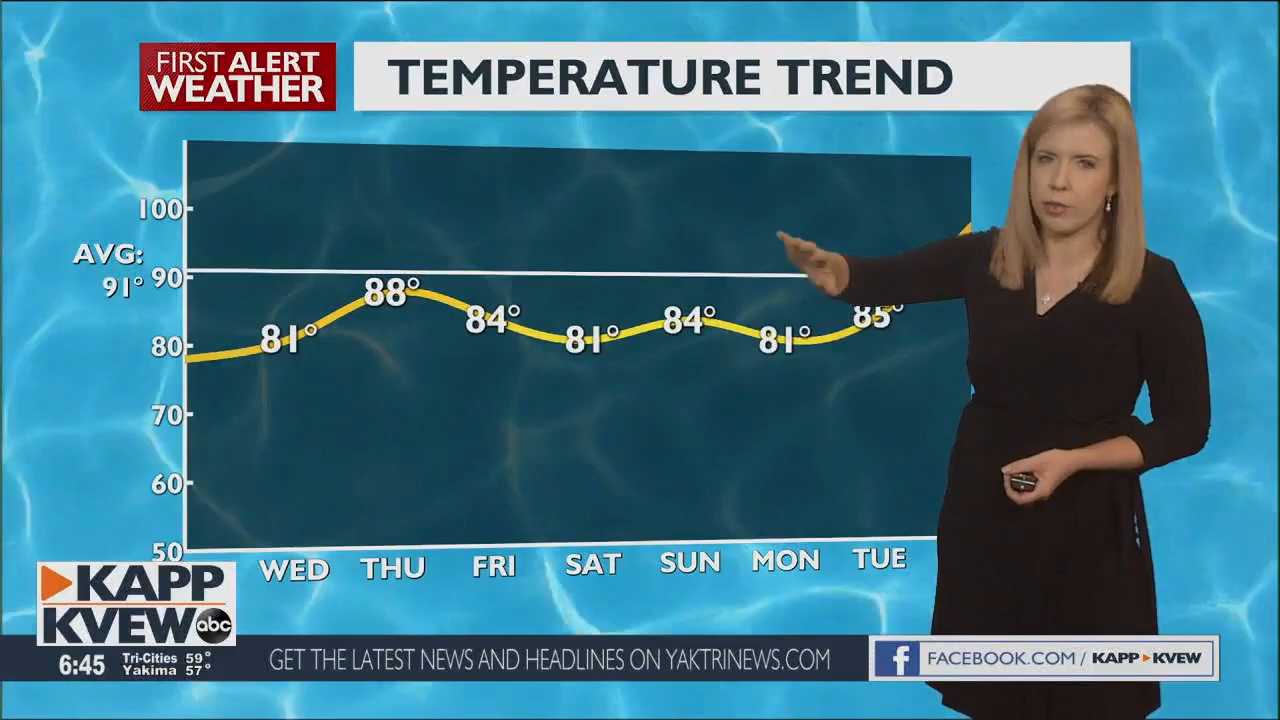 FIRST ALERT
WEATHER
TEMPERATURE TREND
100
AVG:
91°
90
80
70
60
50
81°
88°
84°
81°
84°
81°
85°
WED THU FRI SAT SUN MON TUE
KAPP
KVEW abc
6:45
Tri-Cities 59°
Yakima 57°
GET THE LATEST NEWS AND HEADLINES ON YAKTRINEWS.COM
f FACEBOOK.COM / KAPP KVEW